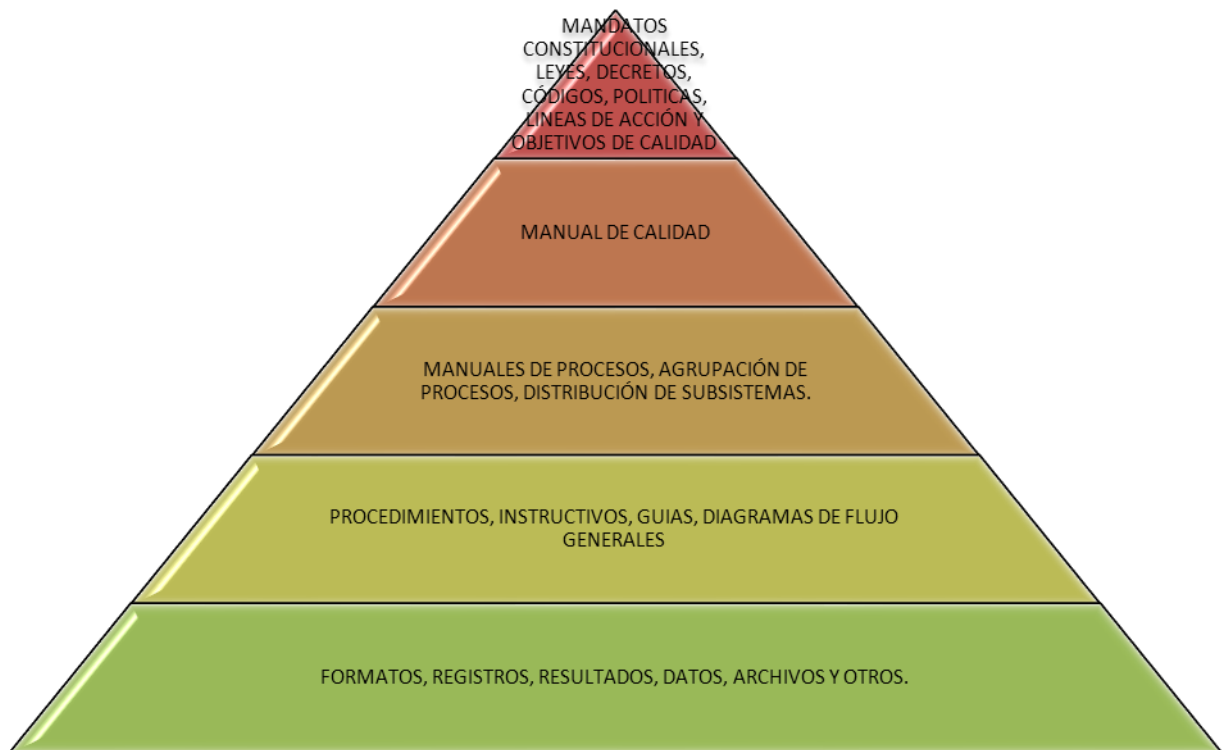 MANDATOS
CONSTITUCIONALES,
LEYES, DECRETOS,
CÓDIGOS, POLITICAS,
LINEAS DE ACCIÓN Y
OBJETIVOS DE CALIDAD
MANUAL DE CALIDAD
MANUALES DE PROCESOS, AGRUPACIÓN DE
PROCESOS, DISTRIBUCIÓN DE SUBSISTEMAS.
PROCEDIMIENTOS, INSTRUCTIVOS, GUIAS, DIAGRAMAS DE FLUJO
GENERALES
FORMATOS, REGISTROS, RESULTADOS, DATOS, ARCHIVOS Y OTROS.